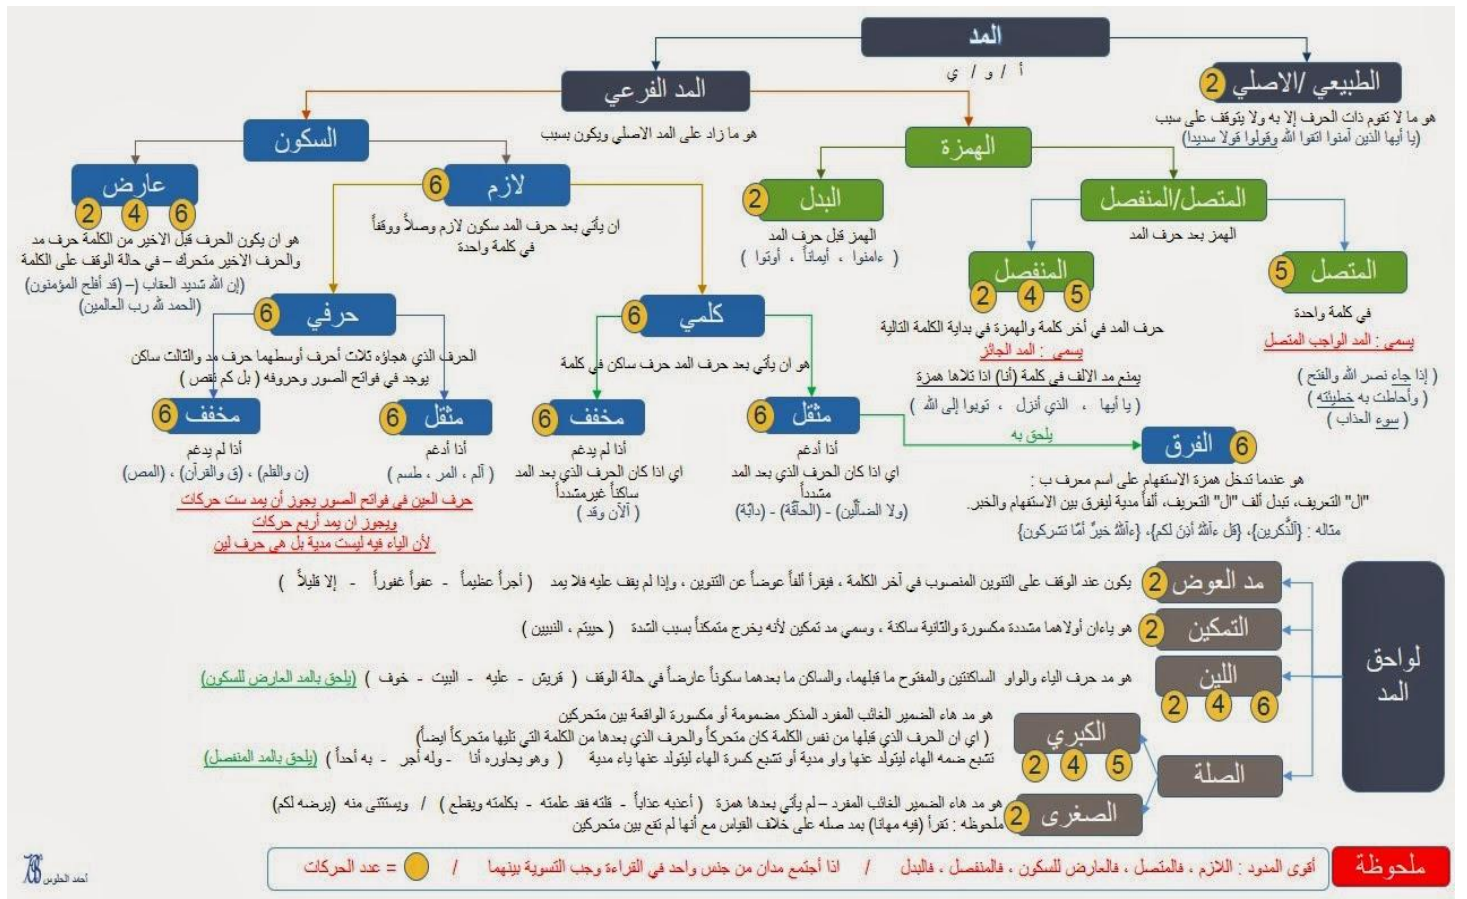 المد
أ / و / ي
الطبيعي /الاصلي 2
هو ما لا تقوم ذات الحرف إلا به ولا يتوقف على سبب
(يا أيها الذين آمنوا اتقوا الله وقولوا قولا سديدا)
المد الفرعي
هو ما زاد على المد الاصلي ويكون بسبب
الهمزة
المتصل/المنفصل
الهمز بعد حرف المد
المتصل 5
في كلمة واحدة
يسمى : المد الواجب المتصل
( إذا جاء نصر الله والفتح )
( وأحاطت به خطيئته )
( سوء العذاب )
المنفصل
5 4 2
حرف المد في أخر كلمة والهمزة في بداية الكلمة التالية
يسمى : المد الجائز
يمنع مد الالف في كلمة (أنا) اذا تلاها همزة
( يا أيها ، الذي أنزل ، توبوا إلى الله )
البدل 2
الهمز قبل حرف المد
( ءامنوا ، أيماناً ، أوتوا )
السكون
لازم 6
ان يأتي بعد حرف المد سكون لازم وصلاً ووقفاً
في كلمة واحدة
عارض
6 4 2
هو ان يكون الحرف قبل الاخير من الكلمة حرف مد
والحرف الاخير متحرك – في حالة الوقف على الكلمة
(إن الله شديد العقاب (– (قد أفلح المؤمنون)
(الحمد لله رب العالمين)
كلمي 6
هو ان يأتي بعد حرف المد حرف ساكن في كلمة
مثقل 6
أذا أدغم
اي اذا كان الحرف الذي بعد المد
مشدداً
(ولا الضالّين) - (الحاقّة) - (دابّة)
مخفف 6
أذا لم يدغم
اي اذا كان الحرف الذي بعد المد
ساكناً غيرمشدداً
( آلآن وقد )
يلحق به
الفرق 6
هو عندما تدخل همزة الاستفهام على اسم معرف ب :
"ال" التعريف، تبدل ألف "ال" التعريف، ألفاً مدية ليفرق بين الاستفهام والخبر.
مثاله : {آلذّكرين}، {قل ءآللهُ أذِنَ لكم}، {ءآللهُ خيرٌ أمّا تشركون}
حرفي 6
الحرف الذي هجاؤه ثلاث أحرف أوسطهما حرف مد والثالث ساكن
يوجد في فواتح الصور وحروفه ( بل كم نقص )
مثقل 6
أذا أدغم
( آلم ، المر ، طسم )
مخفف 6
أذا لم يدغم
(ن والقلم) ، (ق والقرآن) ، (المص)
حرف العين في فواتح الصور يجوز أن يمد ست حركات
ويجوز ان يمد أربع حركات
لأن الياء فيه ليست مدية بل هي حرف لين
لواحق
المد
مد العوض 2
يكون عند الوقف على التنوين المنصوب في آخر الكلمة ، فيقرأ ألفاً عوضاً عن التنوين ، وإذا لم يقف عليه فلا يمد ( أجراً عظيماً - عفواً غفوراً - إلا قليلاً )
التمكين 2
هو ياءان أولاهما مشددة مكسورة والثانية ساكنة ، وسمي مد تمكين لأنه يخرج متمكناً بسبب الشدة ( حييتم ، النبيين )
اللين
6 4 2
هو مد حرف الياء والواو الساكنتين والمفتوح ما قبلهما، والساكن ما بعدهما سكوناً عارضاً في حالة الوقف ( قريش - عليه - البيت - خوف ) (يلحق بالمد العارض للسكون)
الصلة
الكبري
5 4 2
هو مد هاء الضمير الغائب المفرد المذكر مضمومة أو مكسورة الواقعة بين متحركين
( اي ان الحرف الذي قبلها من نفس الكلمة كان متحركاً والحرف الذي بعدها من الكلمة التي تليها متحركاً ايضاً)
تشبع ضمه الهاء ليتولد عنها واو مدية أو تشبع كسرة الهاء ليتولد عنها ياء مدية ( وهو يحاوره أنا - وله أجر - به أحداً ) (يلحق بالمد المنفصل)
الصغرى 2
هو مد هاء الضمير الغائب المفرد – لم يأتي بعدها همزة ( أعذبه عذاباً - قلته فقد علمته - بكلمته ويقطع ) / ويستثنى منه (يرضه لكم)
ملحوظه : تقرأ (فيه مهانا) بمد صله على خلاف القياس مع أنها لم تقع بين متحركين
ملحوظة
أقوى المدود : اللازم ، فالمتصل ، فالعارض للسكون ، فالمنفصل ، فالبدل / اذا أجتمع مدان من جنس واحد في القراءة وجب التسوية بينهما / = عدد الحركات
أحمد الحلوس